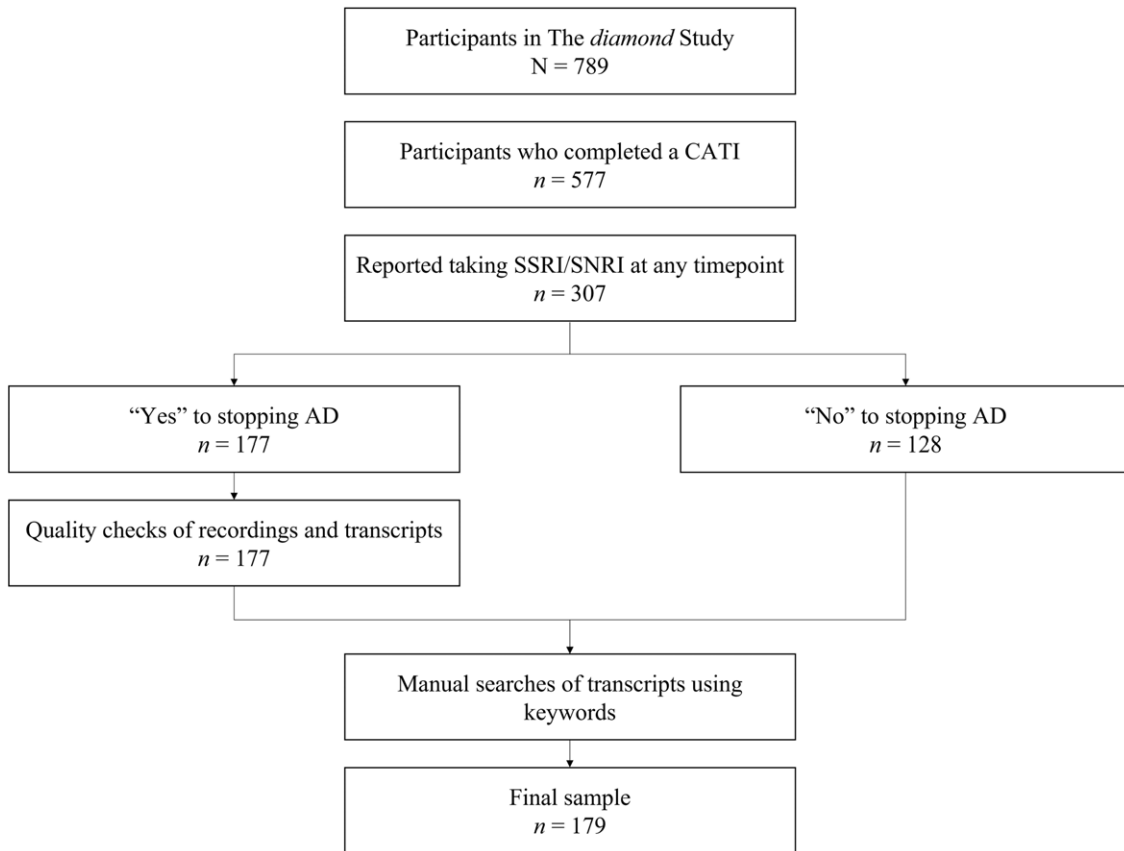 Participants in The diamond Study
N = 789
Participants who completed a CATI
n = 577
Reported taking SSRI/SNRI at any timepoint
n = 307
“Yes” to stopping AD
n = 177
“No” to stopping AD
n = 128
Quality checks of recordings and transcripts
n = 177
Manual searches of transcripts using
keywords
Final sample
n = 179